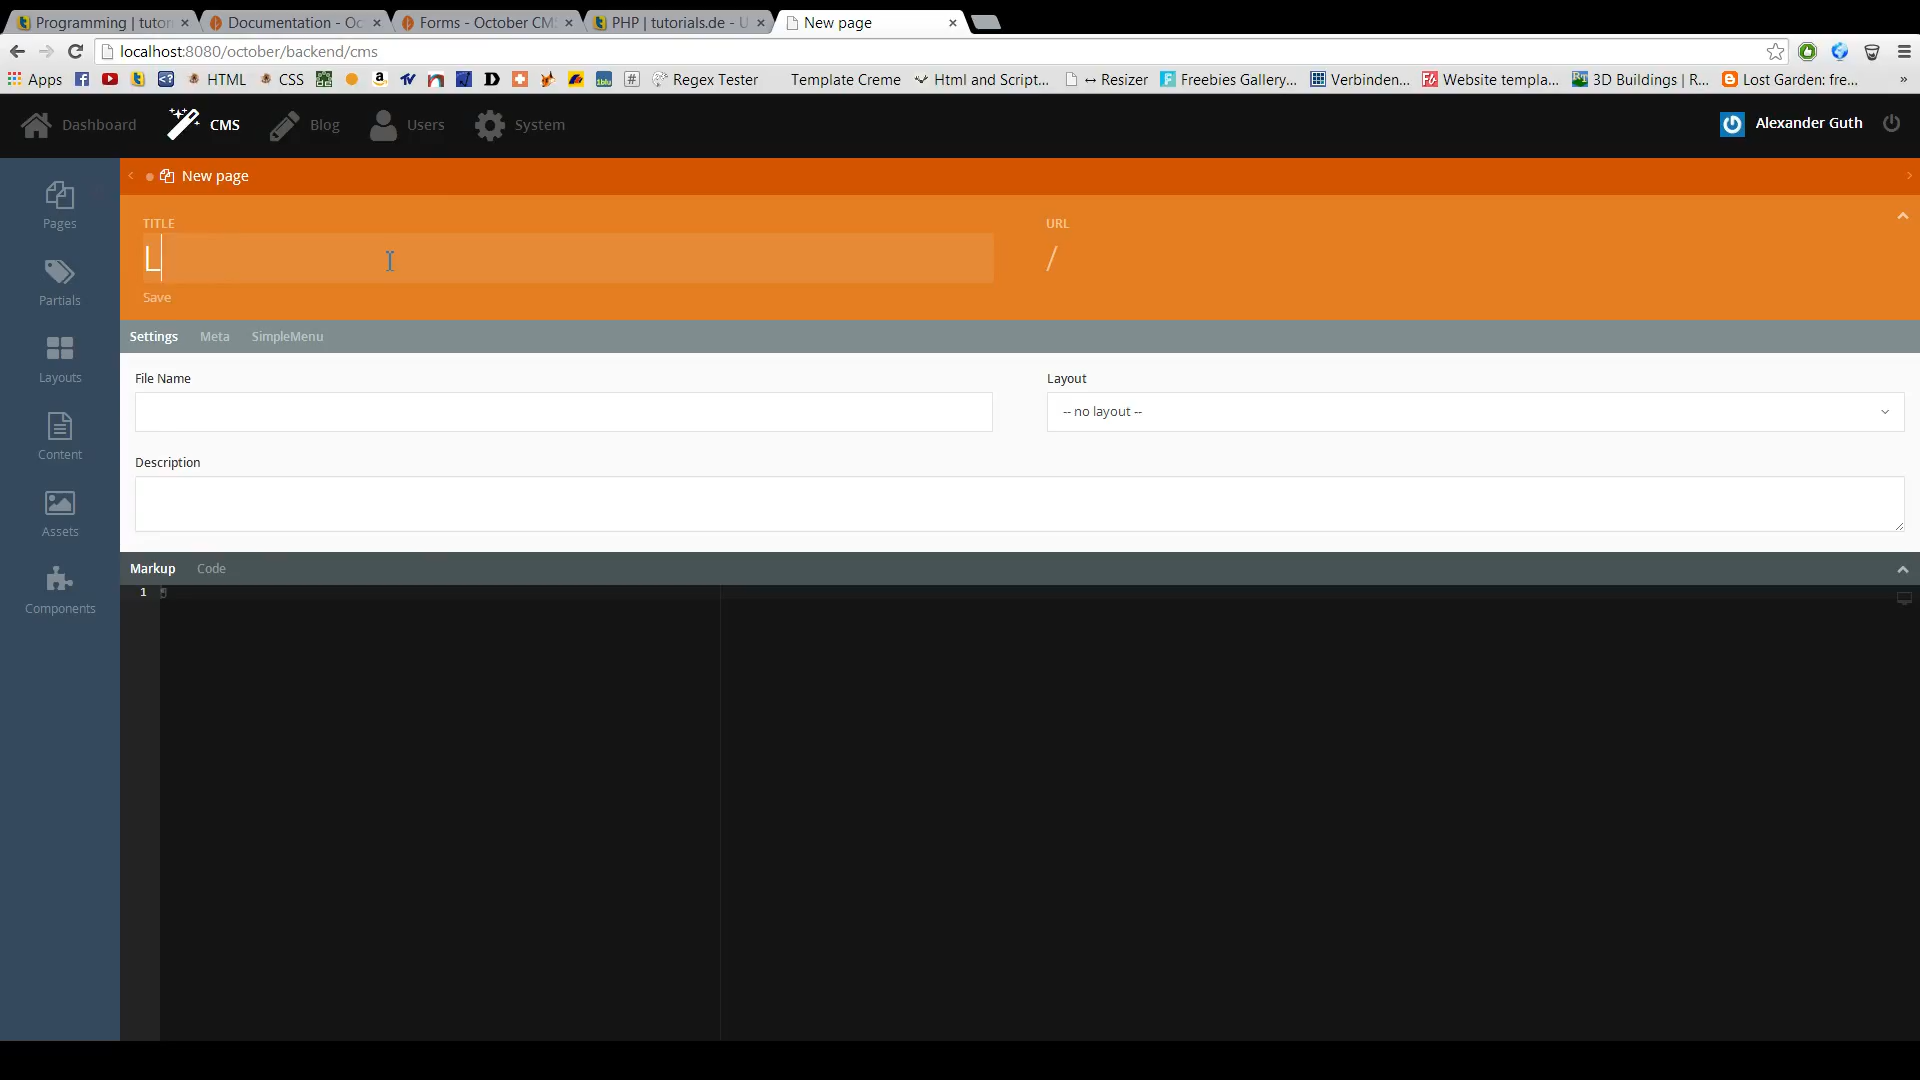 Programming | tutor
Documentation - Oc
Forms - October CM
PHP | tutorials.de - U
New page
localhost:8080/october/backend/cms
Apps
HTML
CSS
Regex Tester
Template Creme
Html and Script...
↔ Resizer
Freebies Gallery...
Verbinden...
Website templa...
3D Buildings | R...
Lost Garden: fre...
»
Dashboard
CMS
Blog
Users
System
Alexander Guth
New page
Pages
Partials
Layouts
Content
Assets
Components
TITLE
L
Save
URL
/
Settings
Meta
SimpleMenu
File Name
Layout
-- no layout --
Description
Markup
Code
1